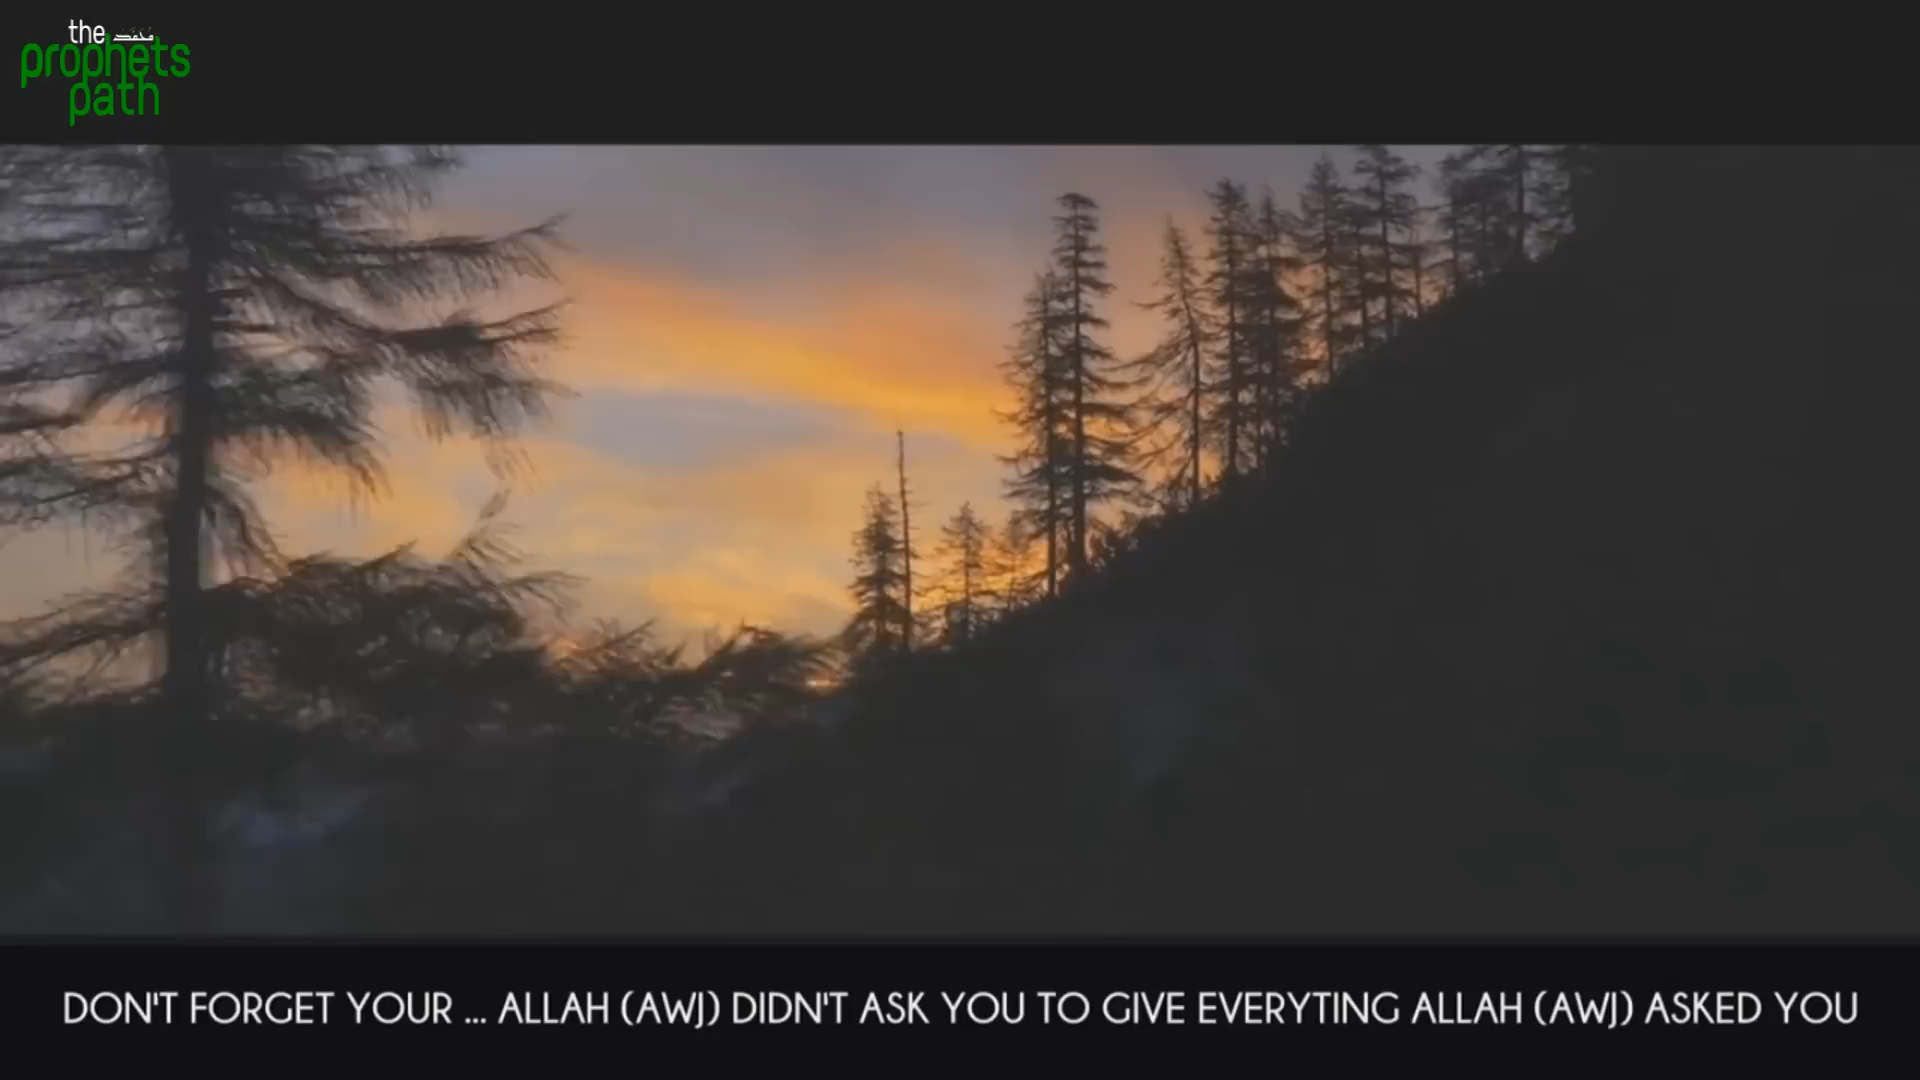 the مُحَمَّد
prophets
path
DON'T FORGET YOUR ... ALLAH (AWJ) DIDN'T ASK YOU TO GIVE EVERYTING ALLAH (AWJ) ASKED YOU